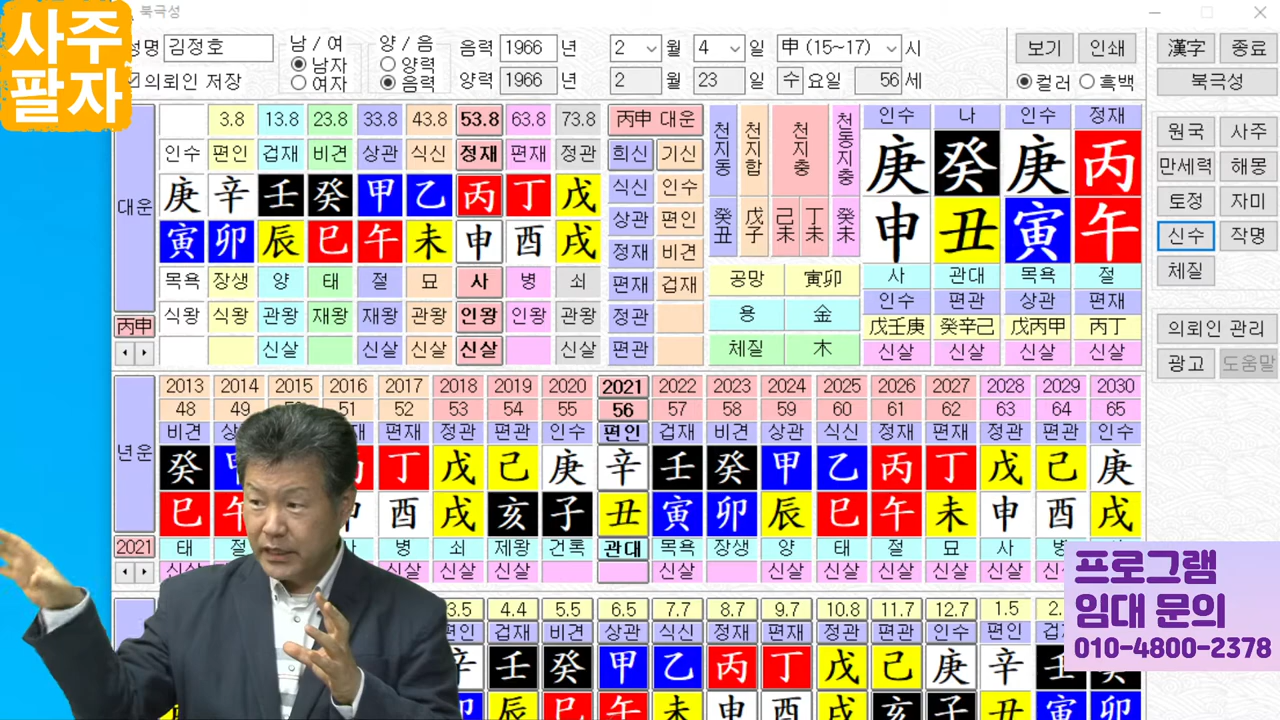 사주
팔자
북극성
성명 김정호 남 / 여 양 / 음 음력 1966 년 2 월 4 일 申 (15~17) 시 보기 인쇄 漢字 종료
의뢰인 저장 남자 여자 양력 음력 양력 1966 년 2 월 23 일 수 요일 56 세 컬러 흑백 북극성
3.8 13.8 23.8 33.8 43.8 53.8 63.8 73.8 丙申 대운
인수 편인 겁재 비견 상관 식신 정재 편재 정관 희신 기신
庚 辛 壬 癸 甲 乙 丙 丁 戊 식신 인수
대운
寅 卯 辰 巳 午 未 申 酉 戌 상관 편인
정재 비견
목욕 장생 양 태 절 묘 사 병 쇠 편재 겁재
丙申 식왕 식왕 관왕 재왕 재왕 관왕 인왕 인왕 관왕 정관
신살 신살 신살 신살 신살 편관
천지동 천지합 천지충 천동지충
癸丑 戊子 己未 丁未 癸未
공망 寅卯
용 金
체질 木
인수 나 인수 정재
庚 癸 庚 丙
申 丑 寅 午
사 관대 목욕 절
인수 편관 상관 편재
戊壬庚 癸辛己 戊丙甲 丙丁
신살 신살 신살 신살
원국 사주
만세력 해몽
토정 자미
신수 작명
체질
의뢰인 관리
광고 도움말
2013 2014 2015 2016 2017 2018 2019 2020 2021 2022 2023 2024 2025 2026 2027 2028 2029 2030
48 49 51 52 53 54 55 56 57 58 59 60 61 62 63 64 65
년운 비견 편재 정관 편관 인수 편인 겁재 비견 상관 식신 정재 편재 정관 편관 인수
癸 丁 戊 己 庚 辛 壬 癸 甲 乙 丙 丁 戊 己 庚
巳 午 酉 戌 亥 子 丑 寅 卯 辰 巳 午 未 申 酉 戌
2021 태 절 병 쇠 제왕 건록 관대 목욕 장생 양 태 절 묘 사
신살 신살 신살 신살 신살 신살 신살 신살 신살 신살 신살 신살
3.5 4.4 5.5 6.5 7.7 8.7 9.7 10.8 11.7 12.7 1.5
편인 겁재 비견 상관 식신 정재 편재 정관 편관 인수 편인
辛 壬 癸 甲 乙 丙 丁 戊 己 庚 辛 壬 癸
辰 巳 午 未 申 酉 戌 亥 子 丑 寅 卯
프로그램
임대 문의
010-4800-2378